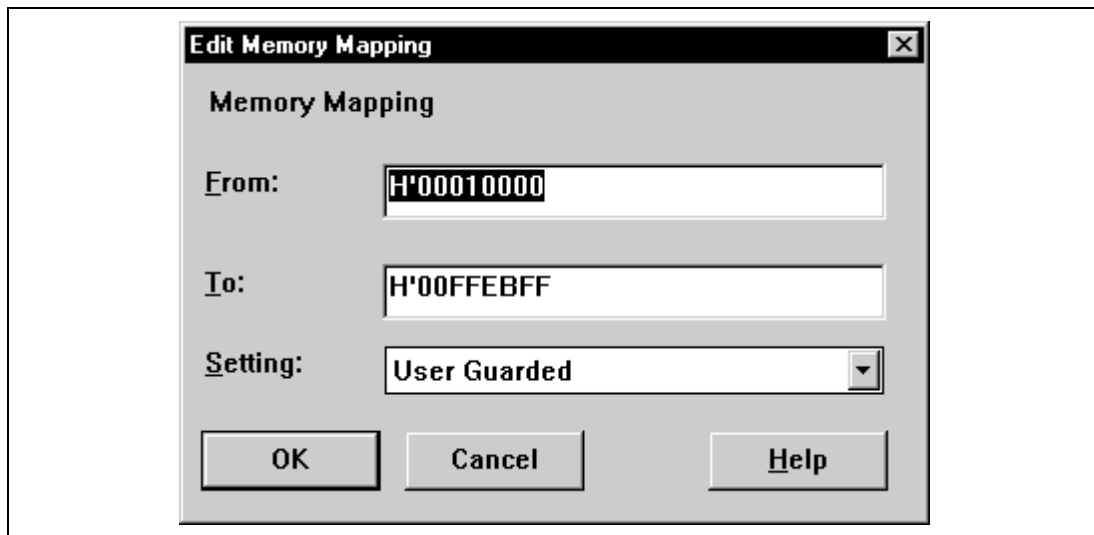 Edit Memory Mapping
Memory Mapping
From: H'00010000
To: H'00FFEBFF
Setting: User Guarded
OK Cancel Help